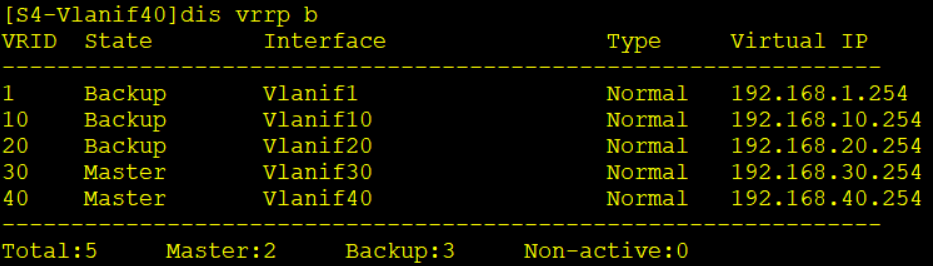 [S4-Vlanif40]dis vrrp b
VRID  State        Interface                Type     Virtual IP
----------------------------------------------------------------
1     Backup       Vlanif1                  Normal   192.168.1.254
10    Backup       Vlanif10                 Normal   192.168.10.254
20    Backup       Vlanif20                 Normal   192.168.20.254
30    Master       Vlanif30                 Normal   192.168.30.254
40    Master       Vlanif40                 Normal   192.168.40.254
----------------------------------------------------------------
Total:5     Master:2     Backup:3     Non-active:0